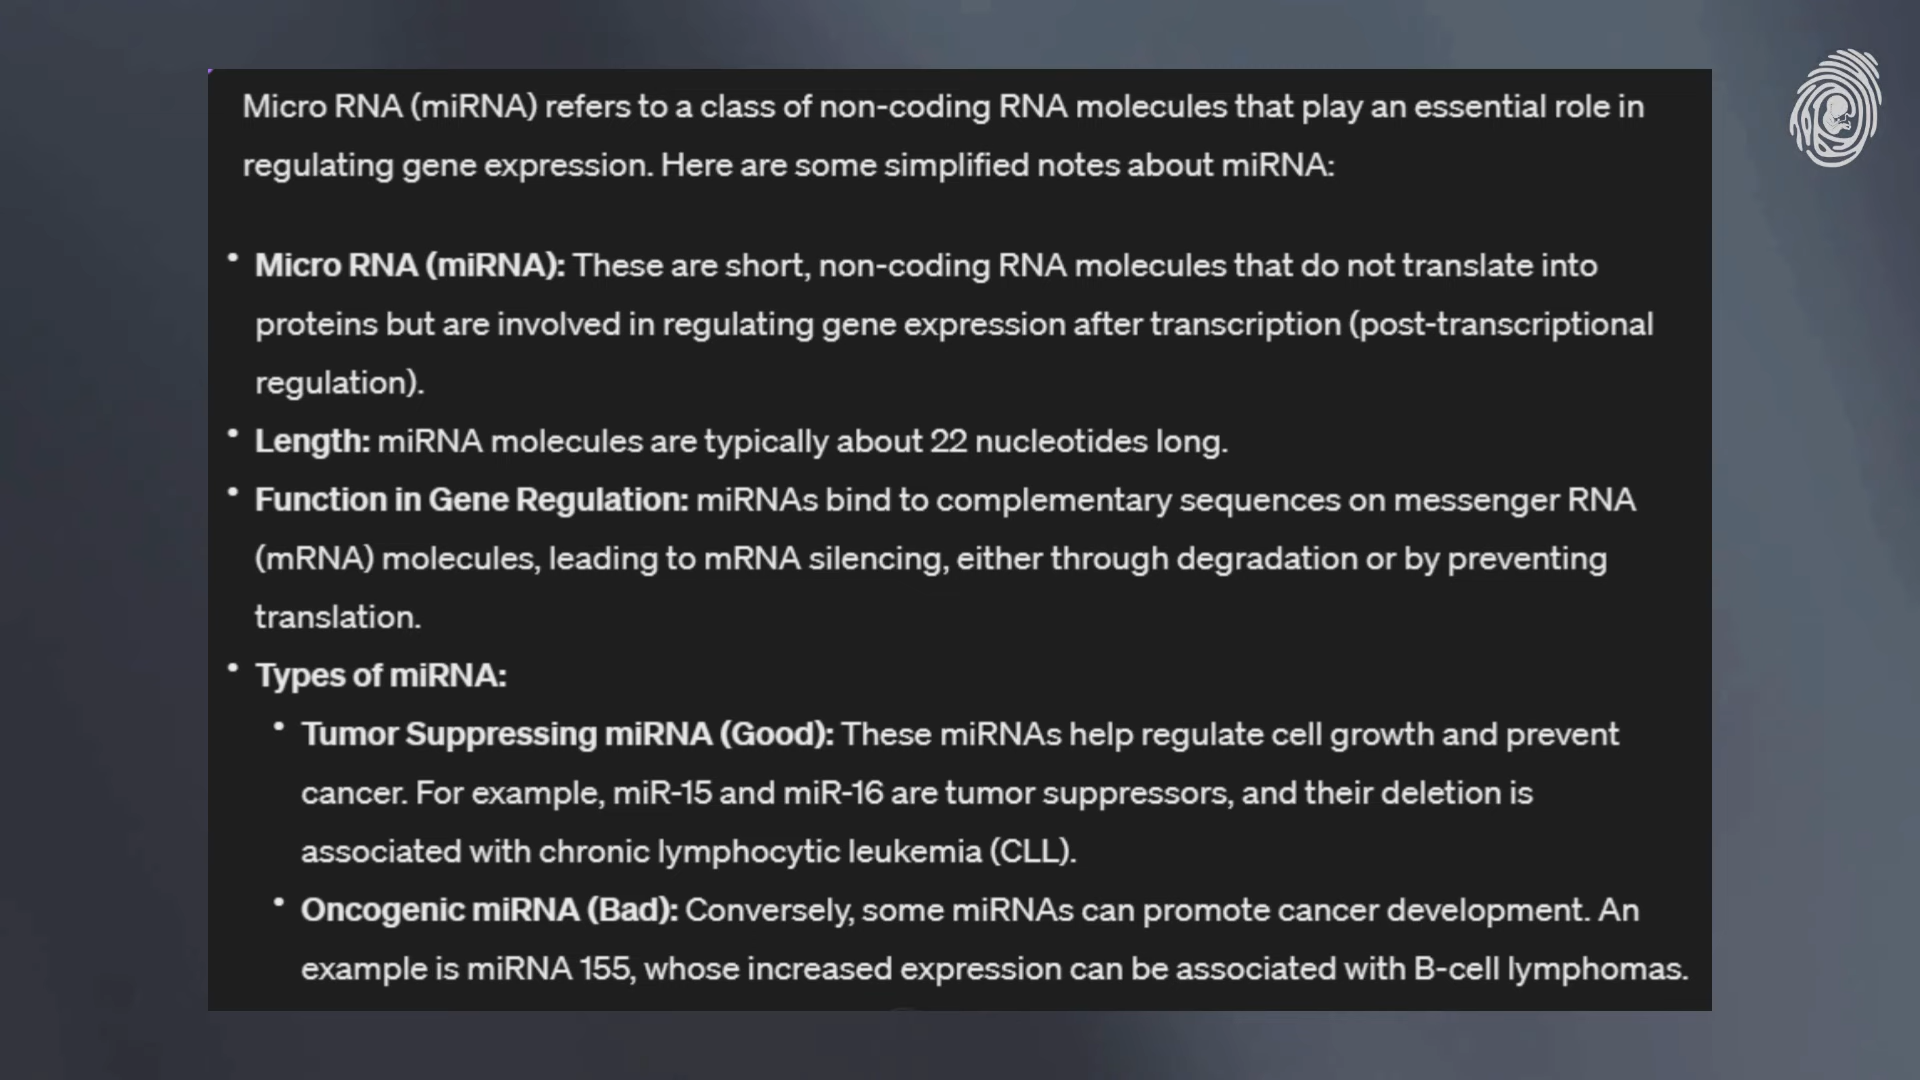 Micro RNA (miRNA) refers to a class of non-coding RNA molecules that play an essential role in
regulating gene expression. Here are some simplified notes about miRNA:
• Micro RNA (miRNA): These are short, non-coding RNA molecules that do not translate into
proteins but are involved in regulating gene expression after transcription (post-transcriptional
regulation).
• Length: miRNA molecules are typically about 22 nucleotides long.
• Function in Gene Regulation: miRNAs bind to complementary sequences on messenger RNA
(mRNA) molecules, leading to mRNA silencing, either through degradation or by preventing
translation.
• Types of miRNA:
• Tumor Suppressing miRNA (Good): These miRNAs help regulate cell growth and prevent
cancer. For example, miR-15 and miR-16 are tumor suppressors, and their deletion is
associated with chronic lymphocytic leukemia (CLL).
• Oncogenic miRNA (Bad): Conversely, some miRNAs can promote cancer development. An
example is miRNA 155, whose increased expression can be associated with B-cell lymphomas.